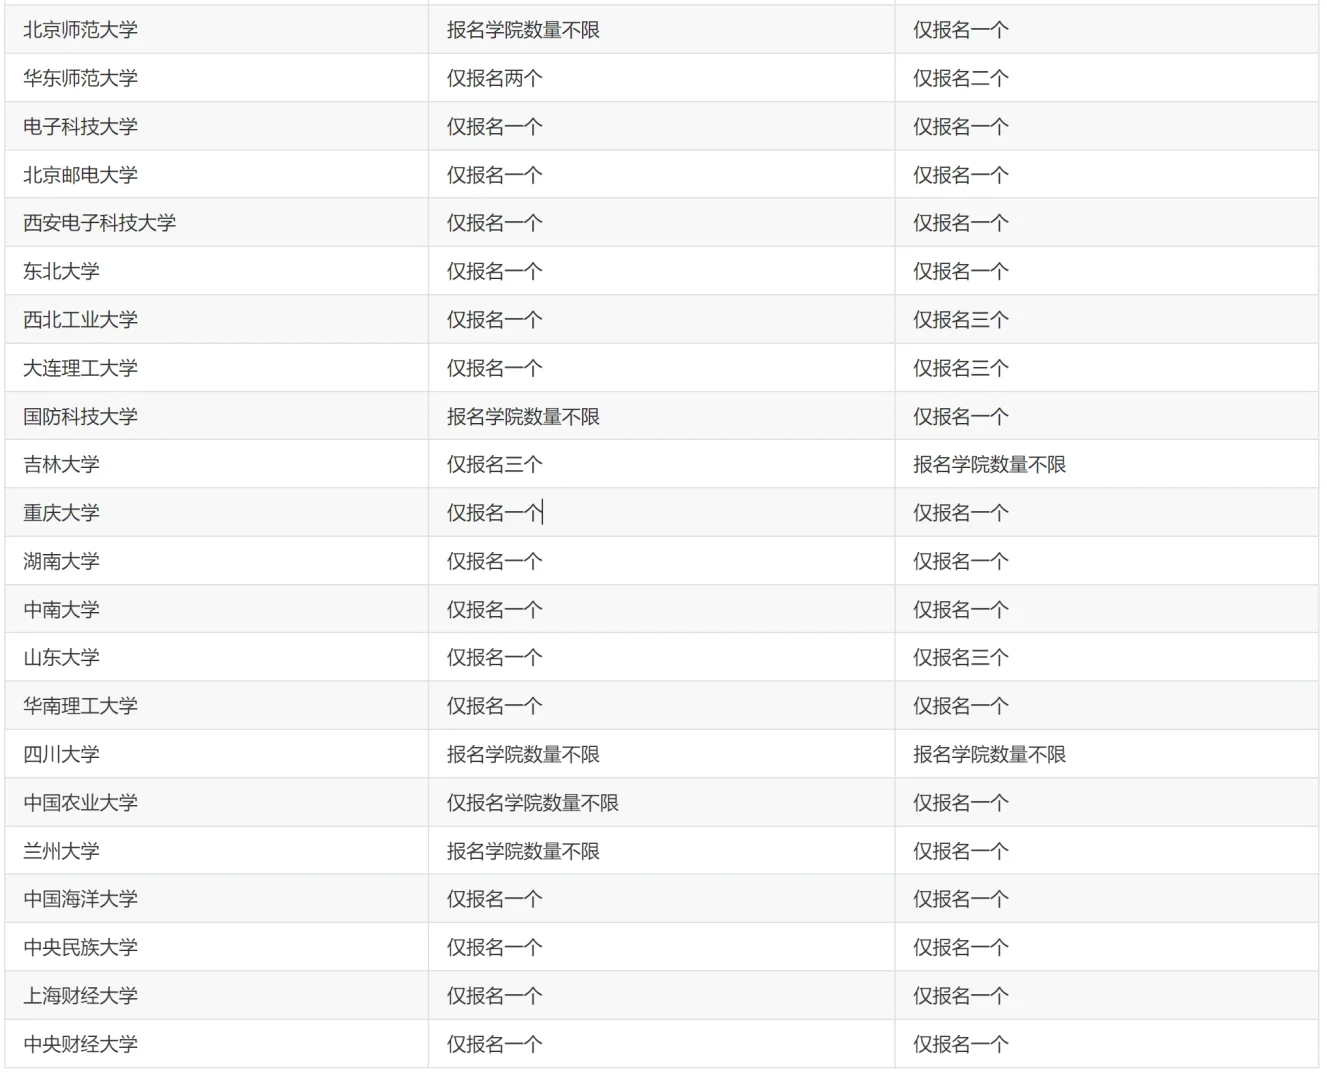 北京师范大学 报名学院数量不限 仅报名一个
华东师范大学 仅报名两个 仅报名二个
电子科技大学 仅报名一个 仅报名一个
北京邮电大学 仅报名一个 仅报名一个
西安电子科技大学 仅报名一个 仅报名一个
东北大学 仅报名一个 仅报名一个
西北工业大学 仅报名一个 仅报名三个
大连理工大学 仅报名一个 仅报名三个
国防科技大学 报名学院数量不限 仅报名一个
吉林大学 仅报名三个 报名学院数量不限
重庆大学 仅报名一个 仅报名一个
湖南大学 仅报名一个 仅报名一个
中南大学 仅报名一个 仅报名一个
山东大学 仅报名一个 仅报名三个
华南理工大学 仅报名一个 仅报名一个
四川大学 报名学院数量不限 报名学院数量不限
中国农业大学 仅报名学院数量不限 仅报名一个
兰州大学 报名学院数量不限 仅报名一个
中国海洋大学 仅报名一个 仅报名一个
中央民族大学 仅报名一个 仅报名一个
上海财经大学 仅报名一个 仅报名一个
中央财经大学 仅报名一个 仅报名一个